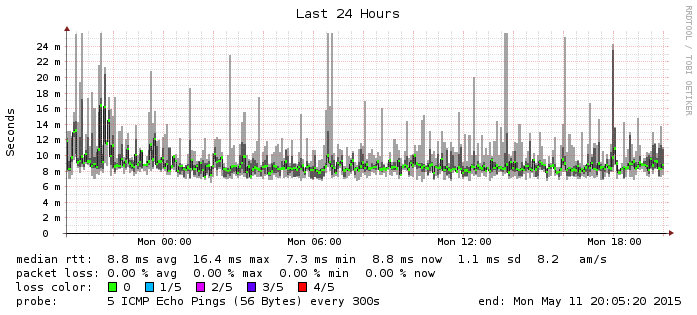 Last 24 Hours
RRDTOOL / TOBI OETIKER
Seconds
24 m
22 m
20 m
18 m
16 m
14 m
12 m
10 m
8 m
6 m
4 m
2 m
0
Mon 00:00 Mon 06:00 Mon 12:00 Mon 18:00
median rtt: 8.8 ms avg 16.4 ms max 7.3 ms min 8.8 ms now 1.1 ms sd 8.2 am/s
packet loss: 0.00 % avg 0.00 % max 0.00 % min 0.00 % now
loss color: 0 1/5 2/5 3/5 4/5
probe: 5 ICMP Echo Pings (56 Bytes) every 300s end: Mon May 11 20:05:20 2015